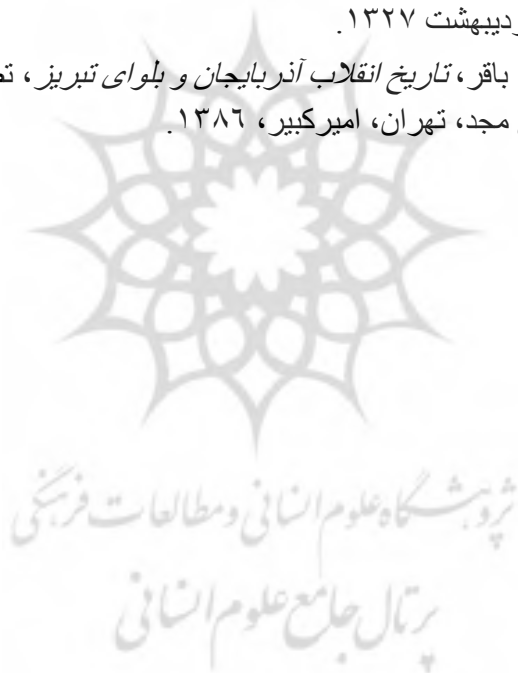 دیبهشت ۱۳۲۷.
باقر، تاریخ انقلاب آذربایجان و بلوای تبریز،
مجد، تهران، امیرکبیر، ۱۳۸۶.
پژوهشگاه علوم انسانی و مطالعات فرهنگی
پرتال جامع علوم انسانی